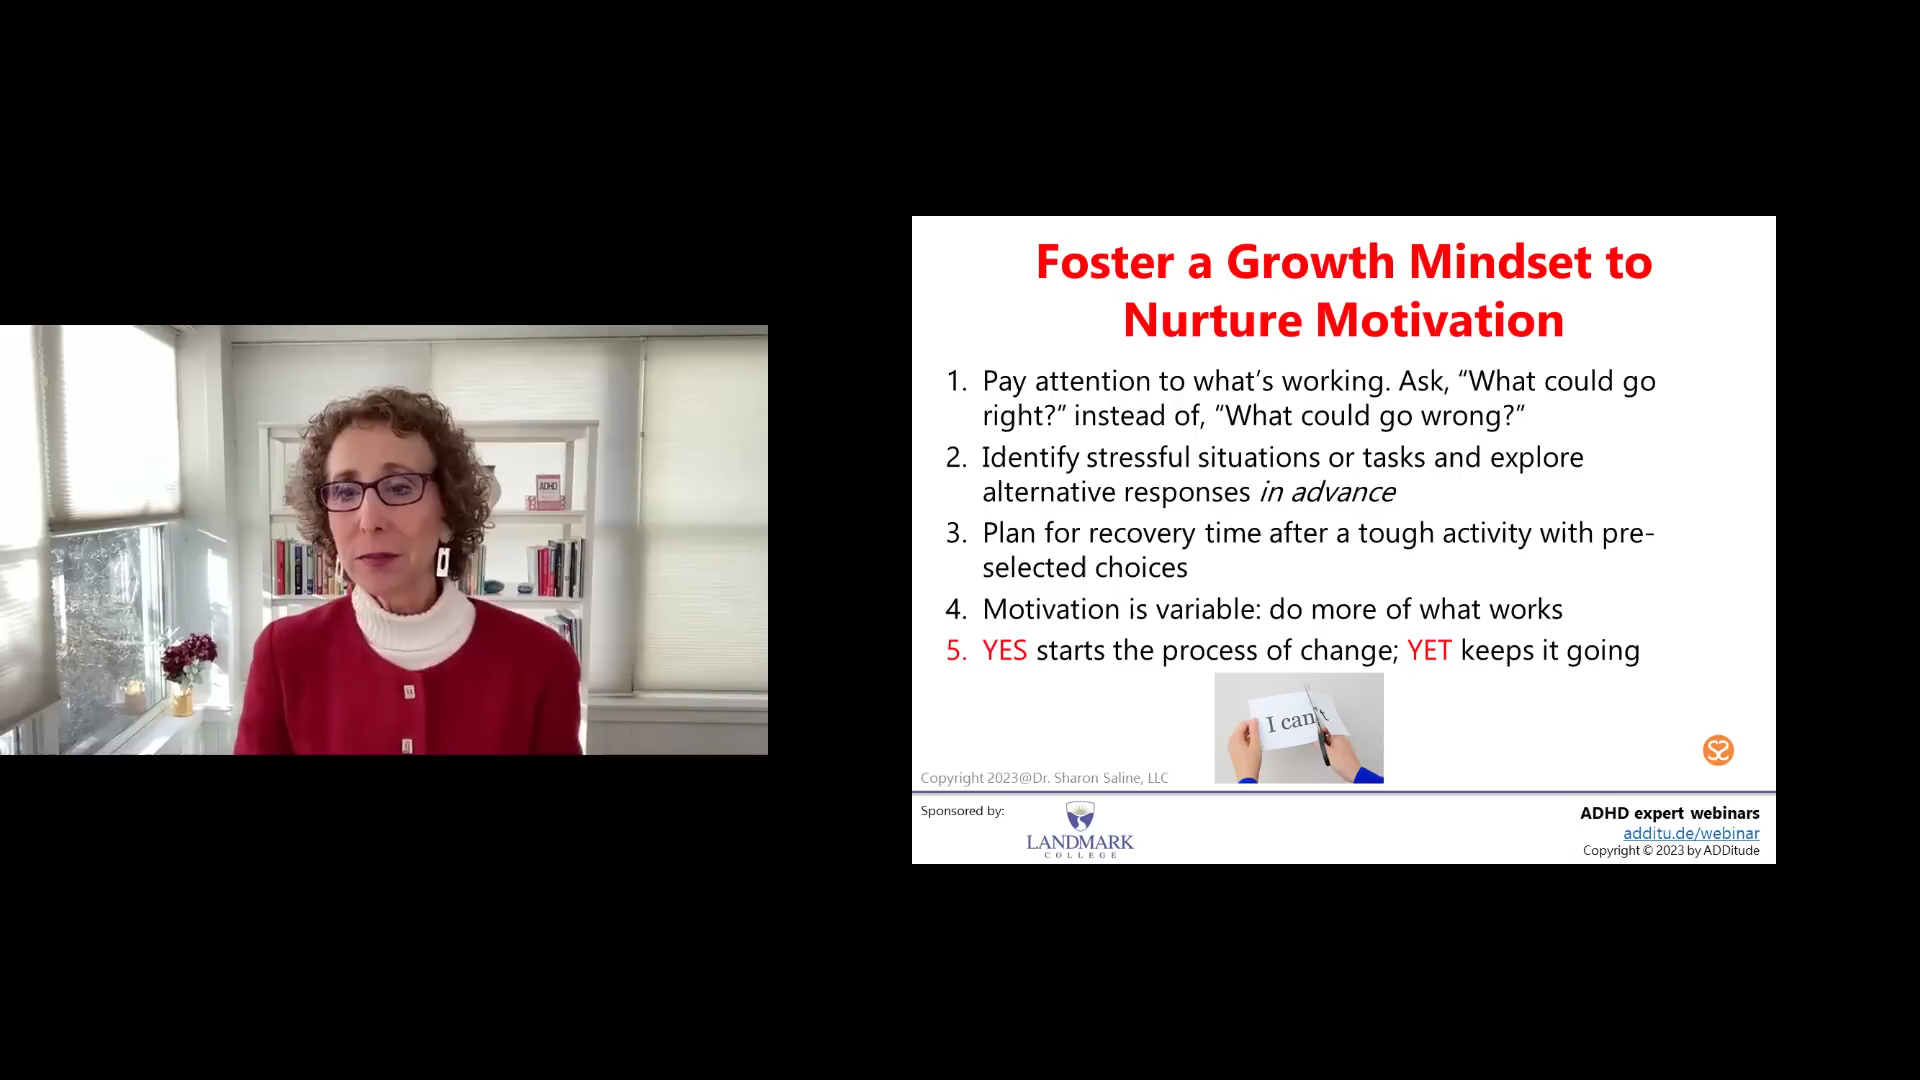 ADHD
Foster a Growth Mindset to
Nurture Motivation
1. Pay attention to what’s working. Ask, “What could go
right?” instead of, “What could go wrong?”
2. Identify stressful situations or tasks and explore
alternative responses in advance
3. Plan for recovery time after a tough activity with pre-
selected choices
4. Motivation is variable: do more of what works
5. YES starts the process of change; YET keeps it going
I can't
Copyright 2023@Dr. Sharon Saline, LLC
Sponsored by:
LANDMARK
COLLEGE
ADHD expert webinars
additu.de/webinar
Copyright © 2023 by ADDitude